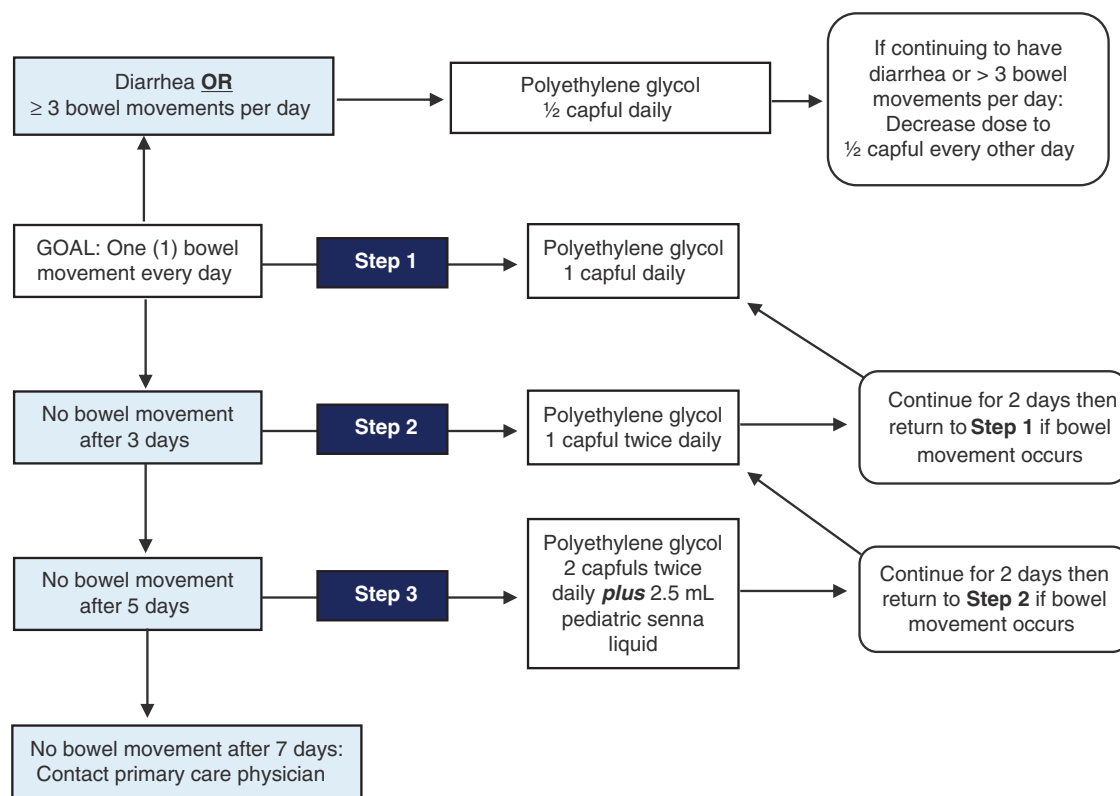 Diarrhea OR
≥ 3 bowel movements per day
Polyethylene glycol
½ capful daily
If continuing to have
diarrhea or > 3 bowel
movements per day:
Decrease dose to
½ capful every other day
GOAL: One (1) bowel
movement every day
Step 1
Polyethylene glycol
1 capful daily
No bowel movement
after 3 days
Step 2
Polyethylene glycol
1 capful twice daily
Continue for 2 days then
return to Step 1 if bowel
movement occurs
No bowel movement
after 5 days
Step 3
Polyethylene glycol
2 capfuls twice
daily plus 2.5 mL
pediatric senna
liquid
Continue for 2 days then
return to Step 2 if bowel
movement occurs
No bowel movement after 7 days:
Contact primary care physician